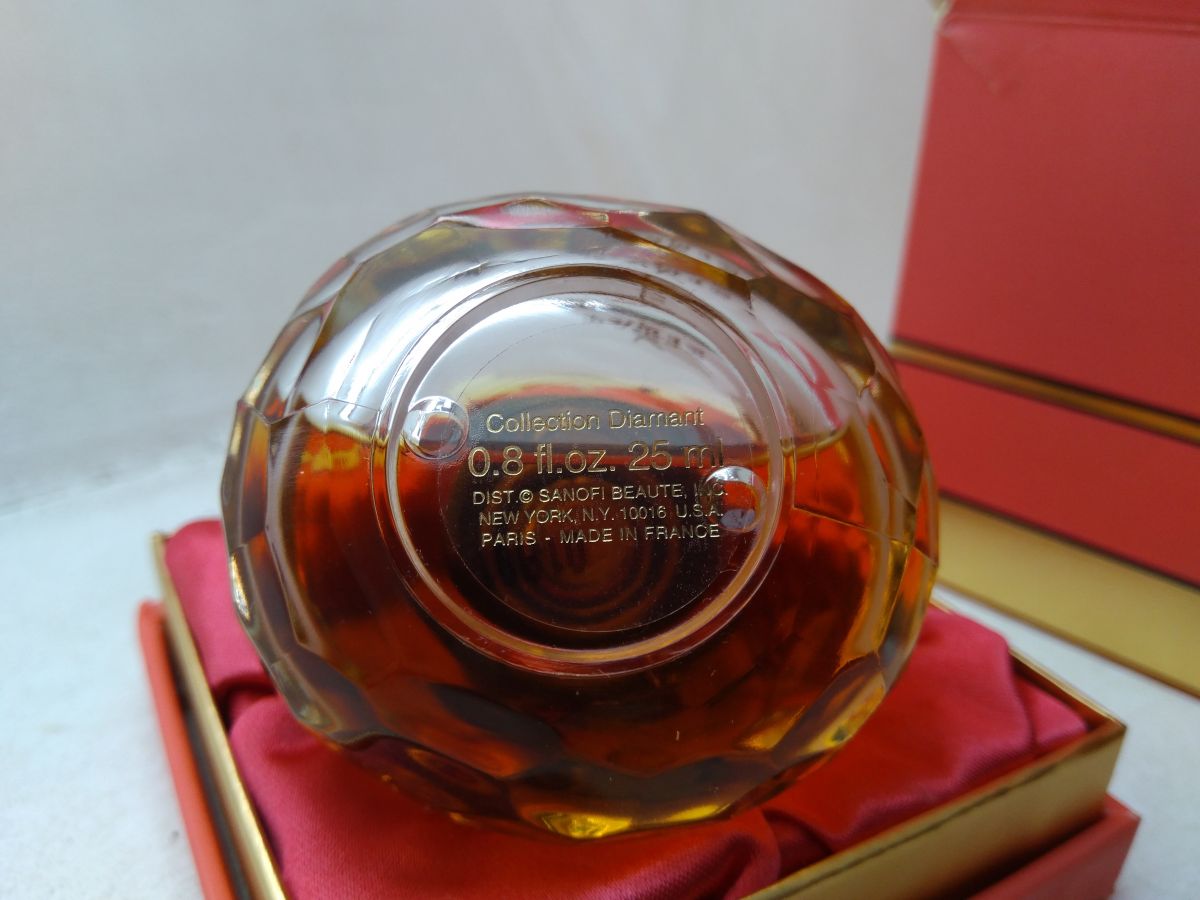 Collection Diamant
0.8 fl.oz. 25 ml
DIST.© SANOFI BEAUTE, INC.
NEW YORK, N.Y. 10016 U.S.A.
PARIS - MADE IN FRANCE